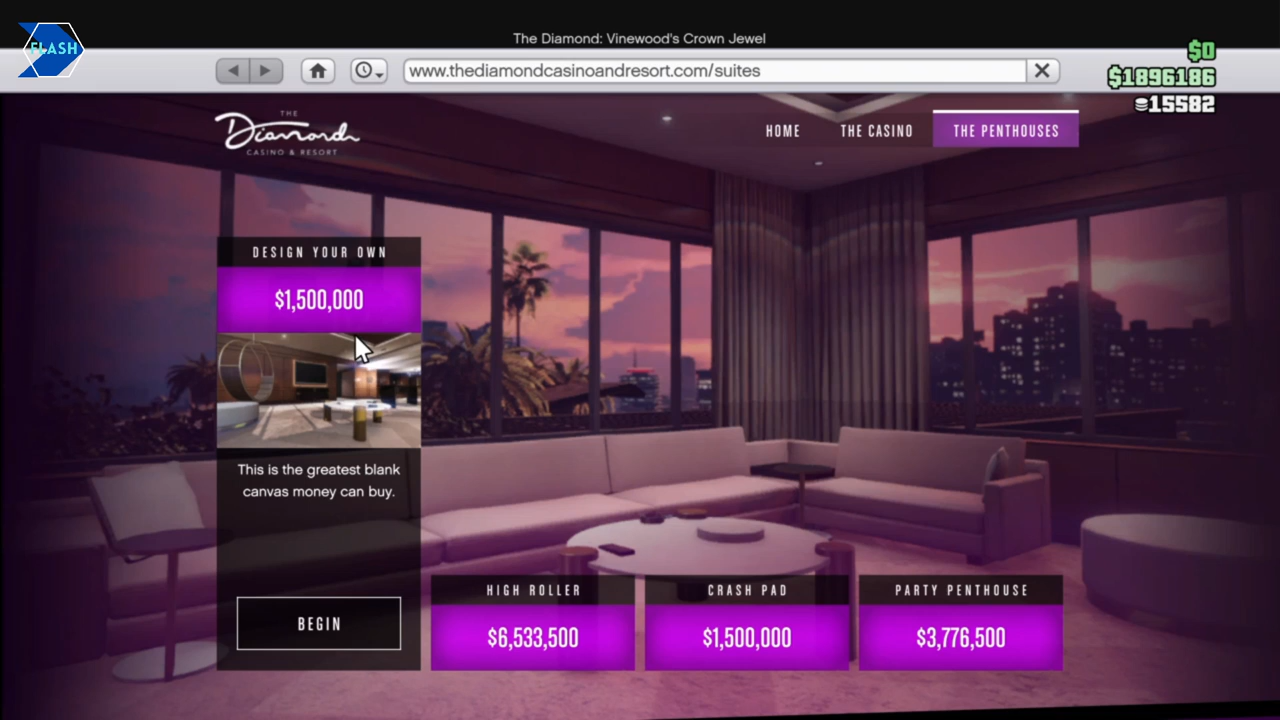 The Diamond: Vinewood's Crown Jewel
FLASH
www.thediamondcasinoandresort.com/suites
$0
$1896186
15582
THE
Diamond
CASINO & RESORT
HOME
THE CASINO
THE PENTHOUSES
DESIGN YOUR OWN
$1,500,000
This is the greatest blank
canvas money can buy.
BEGIN
HIGH ROLLER
$6,533,500
CRASH PAD
$1,500,000
PARTY PENTHOUSE
$3,776,500